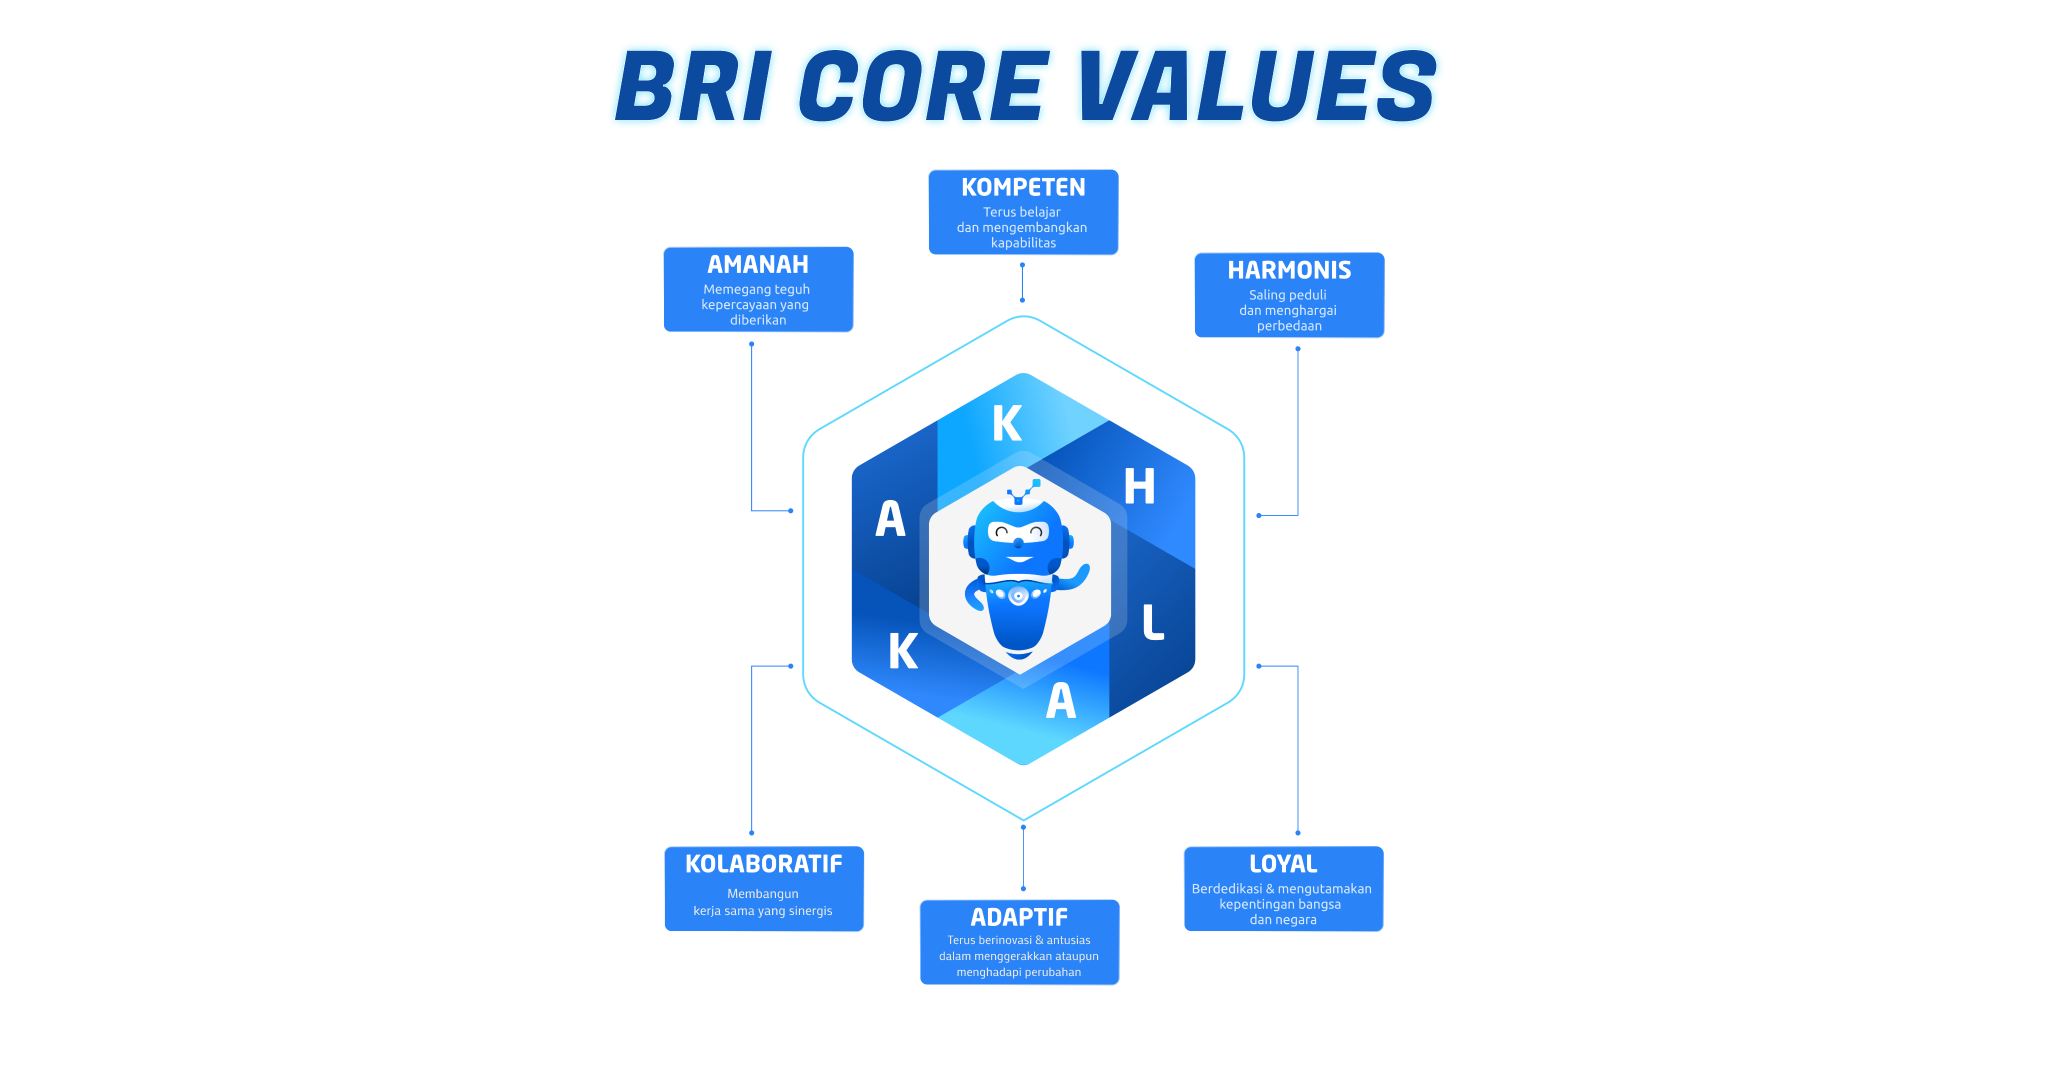 BRI CORE VALUES
KOMPETEN
Terus belajar
dan mengembangkan
kapabilitas
AMANAH
Memegang teguh
kepercayaan yang
diberikan
HARMONIS
Saling peduli
dan menghargai
perbedaan
K
H
A
L
K
A
KOLABORATIF
Membangun
kerja sama yang sinergis
ADAPTIF
Terus berinovasi & antusias
dalam menggerakkan ataupun
menghadapi perubahan
LOYAL
Berdedikasi & mengutamakan
kepentingan bangsa
dan negara